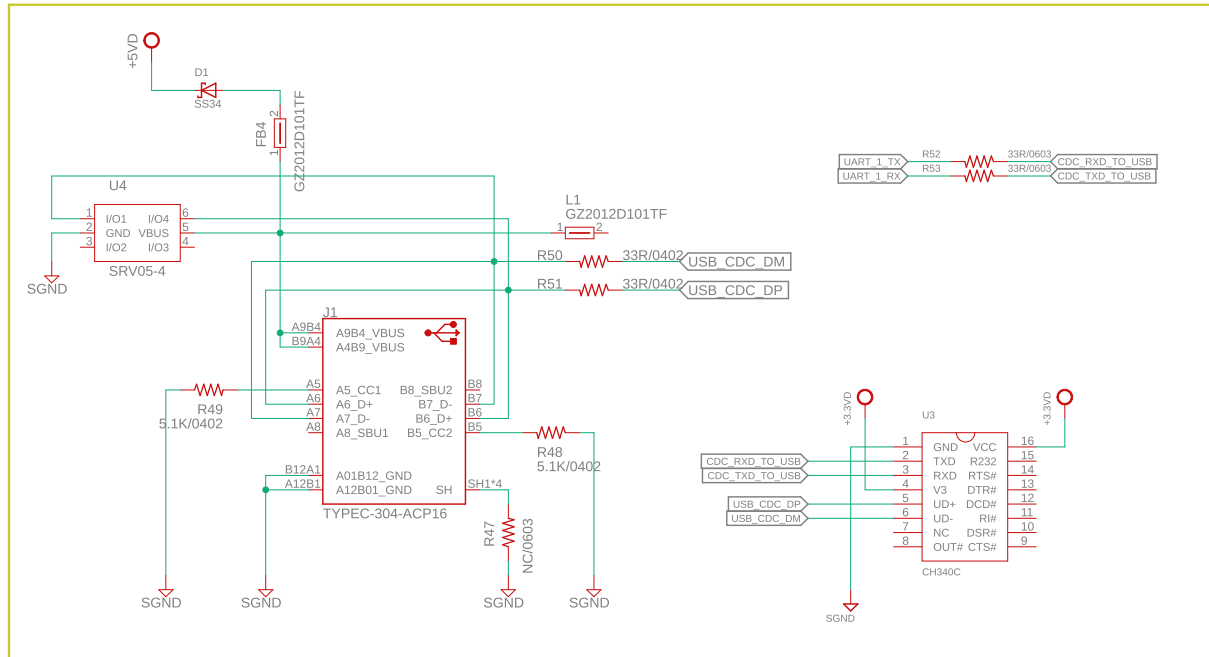 +5VD
D1
SS34
FB4
2
1
GZ2012D101TF
U4
1 I/O1 I/O4 6
2 GND VBUS 5
3 I/O2 I/O3 4
SRV05-4
SGND
L1
GZ2012D101TF
1 2
R50 33R/0402 USB_CDC_DM
R51 33R/0402 USB_CDC_DP
J1
A9B4 A9B4_VBUS
B9A4 A4B9_VBUS
A5 A5_CC1 B8_SBU2 B8
A6 A6_D+ B7_D- B7
A7 A7_D- B6_D+ B6
A8 A8_SBU1 B5_CC2 B5
B12A1 A01B12_GND
A12B1 A12B01_GND SH SH1*4
TYPEC-304-ACP16
R49
5.1K/0402
R48
5.1K/0402
R47
NC/0603
SGND
SGND
SGND
SGND
UART_1_TX R52 33R/0603 CDC_RXD_TO_USB
UART_1_RX R53 33R/0603 CDC_TXD_TO_USB
+3.3VD
+3.3VD
U3
1 GND VCC 16
CDC_RXD_TO_USB 2 TXD R232 15
CDC_TXD_TO_USB 3 RXD RTS# 14
4 V3 DTR# 13
USB_CDC_DP 5 UD+ DCD# 12
USB_CDC_DM 6 UD- RI# 11
7 NC DSR# 10
8 OUT# CTS# 9
CH340C
SGND